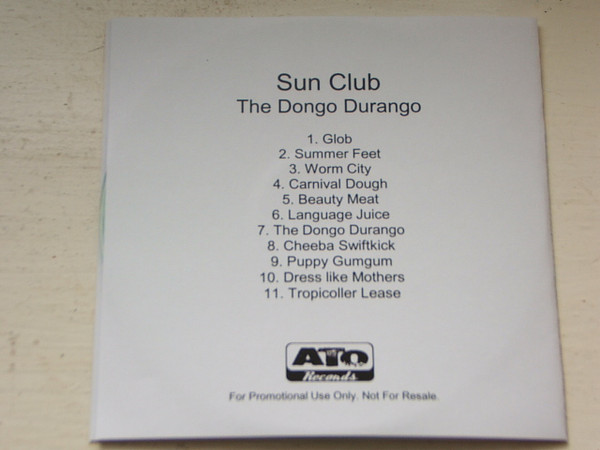 Sun Club
The Dongo Durango
1. Glob
2. Summer Feet
3. Worm City
4. Carnival Dough
5. Beauty Meat
6. Language Juice
7. The Dongo Durango
8. Cheeba Swiftkick
9. Puppy Gumgum
10. Dress like Mothers
11. Tropicoller Lease
ATO
Records
For Promotional Use Only. Not For Resale.